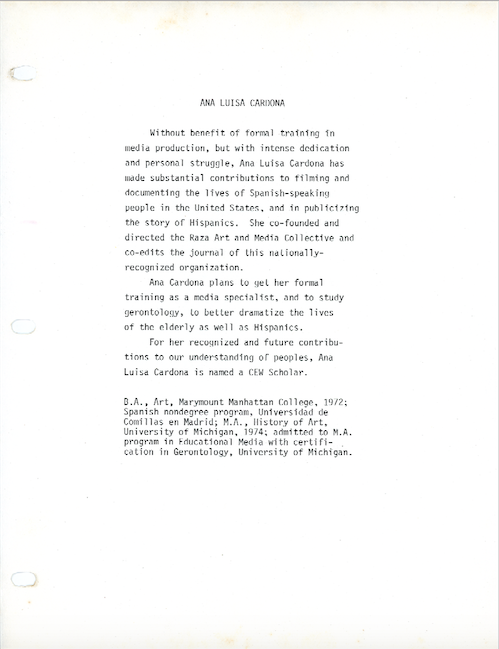 ANA LUISA CARDONA
Without benefit of formal training in
media production, but with intense dedication
and personal struggle, Ana Luisa Cardona has
made substantial contributions to filming and
documenting the lives of Spanish-speaking
people in the United States, and in publicizing
the story of Hispanics. She co-founded and
directed the Raza Art and Media Collective and
co-edits the journal of this nationally-
recognized organization.
Ana Cardona plans to get her formal
training as a media specialist, and to study
gerontology, to better dramatize the lives
of the elderly as well as Hispanics.
For her recognized and future contribu-
tions to our understanding of peoples, Ana
Luisa Cardona is named a CEW Scholar.
B.A., Art, Marymount Manhattan College, 1972;
Spanish nondegree program, Universidad de
Comillas en Madrid; M.A., History of Art,
University of Michigan, 1974; admitted to M.A.
program in Educational Media with certifi-
cation in Gerontology, University of Michigan.